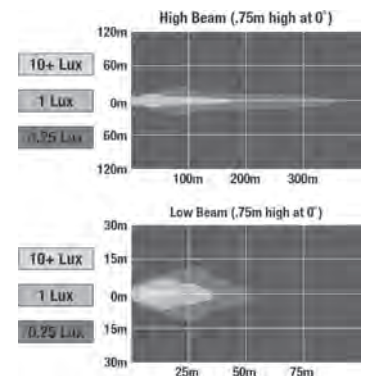 High Beam (.75m high at 0°)
120m
10+ Lux
60m
1 Lux
0m
0.25 Lux
60m
120m
100m 200m 300m
Low Beam (.75m high at 0°)
30m
10+ Lux
15m
1 Lux
0m
0.25 Lux
15m
30m
25m 50m 75m